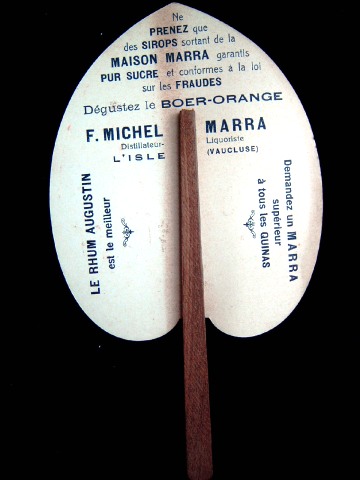 Ne
PRENEZ que
des SIROPS sortant de la
MAISON MARRA garantis
PUR SUCRE et conformes à la loi
sur les FRAUDES
Dégustez le BOER-ORANGE
F. MICHEL MARRA
Distillateur- Liquoriste
L'ISLE (VAUCLUSE)
LE RHUM AUGUSTIN
est le meilleur
Demandez un MARRA
supérieur
à tous les QUINAS